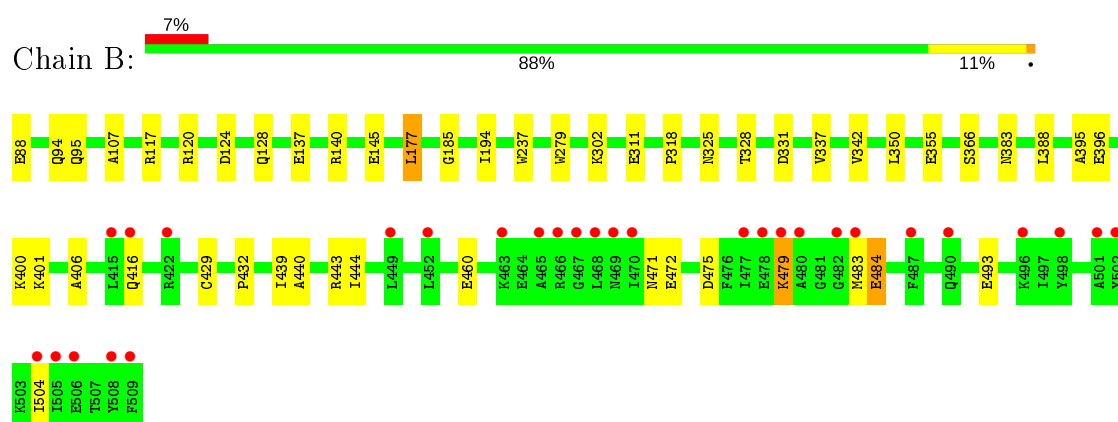 7%
Chain B:
88% 11%
E88 Q94 Q95 A107 R117 R120 D124 Q128 E137 R140 E145 L177 G185 I194 W237 W279 K302 E311 P318 N325 T328 D331 V337 V342 L350 E355 S366 N383 L388 A395 E396
K400 K401 A406 L415 Q416 R422 C429 P432 I439 A440 R443 I444 L449 L452 E460 K463 E464 A465 R466 G467 L468 N469 I470 N471 E472 D475 F476 I477 E478 K479 A480 G481 G482 M483 E484 F487 Q490 E493 K496 I497 Y498 A501 Y502
K503 I504 I505 E506 T507 Y508 F509